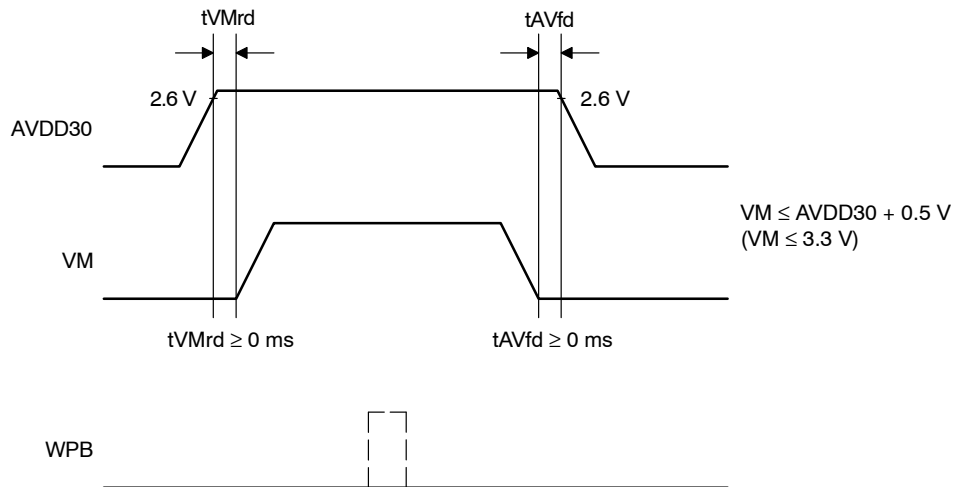 tVMrd
tAVfd
2.6 V
2.6 V
AVDD30
VM ≤ AVDD30 + 0.5 V
(VM ≤ 3.3 V)
VM
tVMrd ≥ 0 ms
tAVfd ≥ 0 ms
WPB